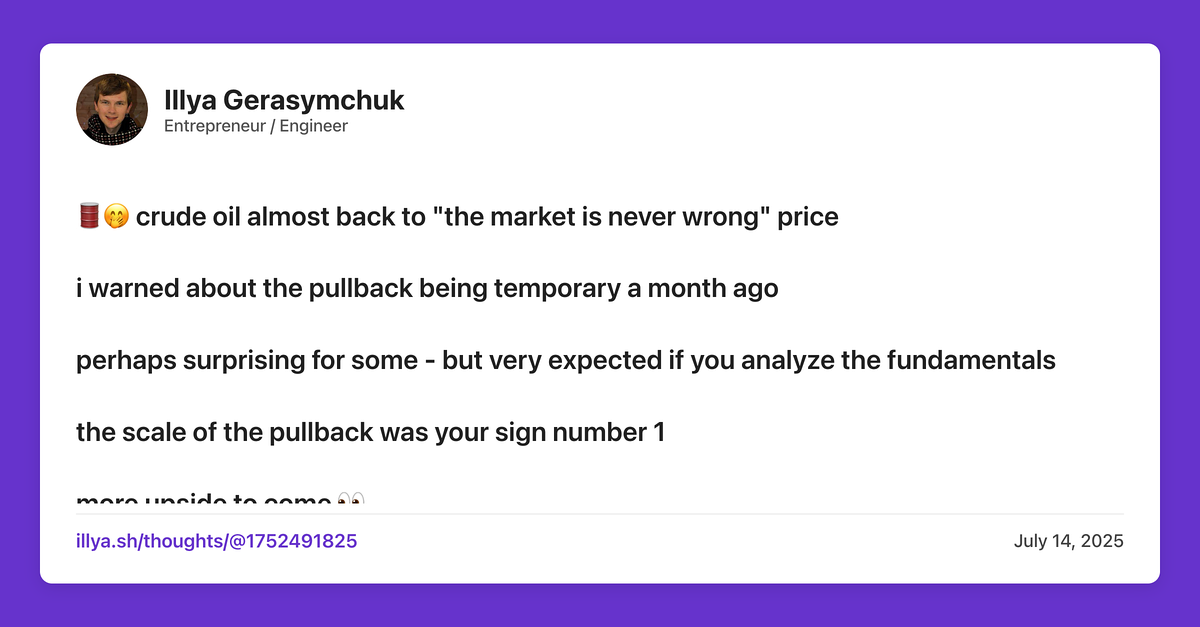 Illya Gerasymchuk
Entrepreneur / Engineer
🛢️🤭 crude oil almost back to "the market is never wrong" price
i warned about the pullback being temporary a month ago
perhaps surprising for some - but very expected if you analyze the fundamentals
the scale of the pullback was your sign number 1
more upside to come 👀
illya.sh/thoughts/@1752491825
July 14, 2025